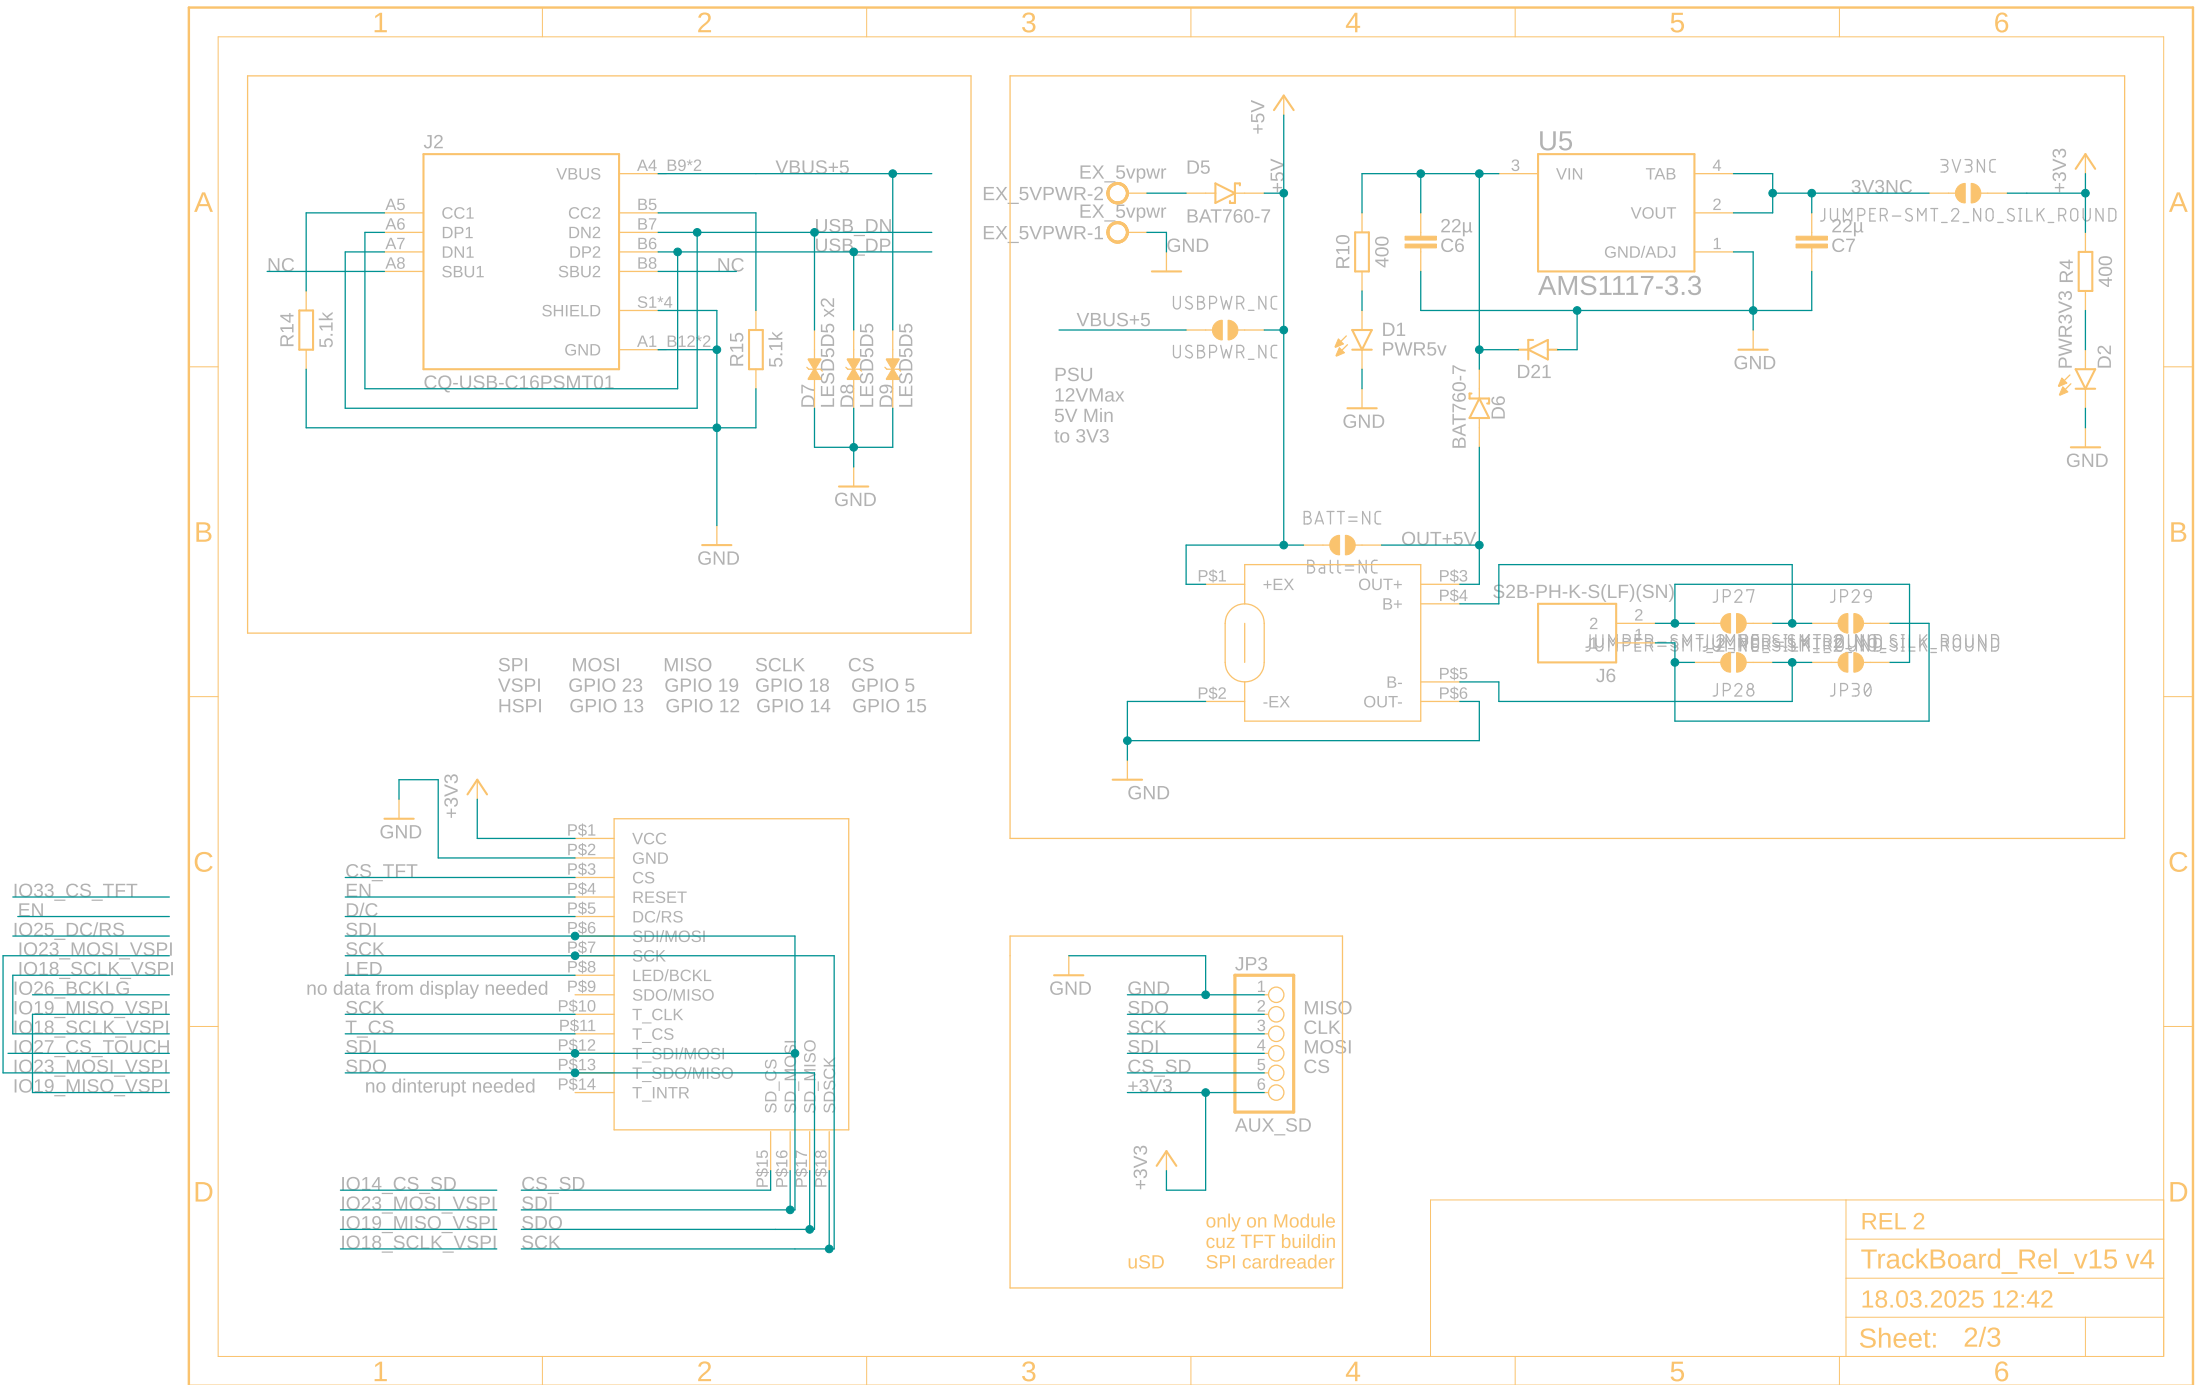 1 2 3 4 5 6
A
B
C
D
A
B
C
D
1 2 3 4 5 6
J2
VBUS
CC1 CC2
DP1 DN2
DN1 DP2
SBU1 SBU2
SHIELD
GND
A5
A6
A7
A8
A4 B9*2
B5
B7
B6
B8
S1*4
A1 B12*2
CQ-USB-C16PSMT01
VBUS+5
USB_DN
USB_DP
NC
NC
R14
5.1k
R15
5.1k
D7
LESD5D5 x2
D8
LESD5D5
D9
LESD5D5
GND
GND
+5V
+5V
EX_5vpwr
EX_5VPWR-2
EX_5vpwr
EX_5VPWR-1
D5
BAT760-7
GND
USBPWR_NC
VBUS+5
USBPWR_NC
PSU
12VMax
5V Min
to 3V3
R10
400
D1
PWR5v
GND
22µ
C6
U5
3 VIN TAB 4
VOUT 2
GND/ADJ 1
AMS1117-3.3
D21
BAT760-7
D6
GND
3V3NC
3V3NC
JUMPER-SMT_2_NO_SILK_ROUND
22µ
C7
+3V3
R4
400
PWR3V3
D2
GND
BATT=NC
OUT+5V
Batt=NC
P$1 +EX OUT+ P$3
B+ P$4
B- P$5
P$2 -EX OUT- P$6
GND
S2B-PH-K-S(LF)(SN)
2 2
1
J6
JP27 JP29
JP28 JP30
SPI MOSI MISO SCLK CS
VSPI GPIO 23 GPIO 19 GPIO 18 GPIO 5
HSPI GPIO 13 GPIO 12 GPIO 14 GPIO 15
+3V3
GND
P$1 VCC
P$2 GND
CS_TFT P$3 CS
IO33_CS_TFT EN P$4 RESET
EN D/C P$5 DC/RS
IO25_DC/RS SDI P$6 SDI/MOSI
IO23_MOSI_VSPI SCK P$7 SCK
IO18_SCLK_VSPI LED P$8 LED/BCKL
IO26_BCKLG no data from display needed P$9 SDO/MISO
IO19_MISO_VSPI SCK P$10 T_CLK
IO18_SCLK_VSPI T_CS P$11 T_CS
IO27_CS_TOUCH SDI P$12 T_SDI/MOSI
IO23_MOSI_VSPI SDO P$13 T_SDO/MISO
IO19_MISO_VSPI no dinterupt needed P$14 T_INTR
SD_CS
SD_MOSI
SD_MISO
SDSCK
P$15
P$16
P$17
P$18
IO14_CS_SD CS_SD
IO23_MOSI_VSPI SDI
IO19_MISO_VSPI SDO
IO18_SCLK_VSPI SCK
JP3
GND
GND 1
SDO 2 MISO
SCK 3 CLK
SDI 4 MOSI
CS_SD 5 CS
+3V3 6
AUX_SD
+3V3
only on Module
cuz TFT buildin
uSD SPI cardreader
REL 2
TrackBoard_Rel_v15 v4
18.03.2025 12:42
Sheet: 2/3